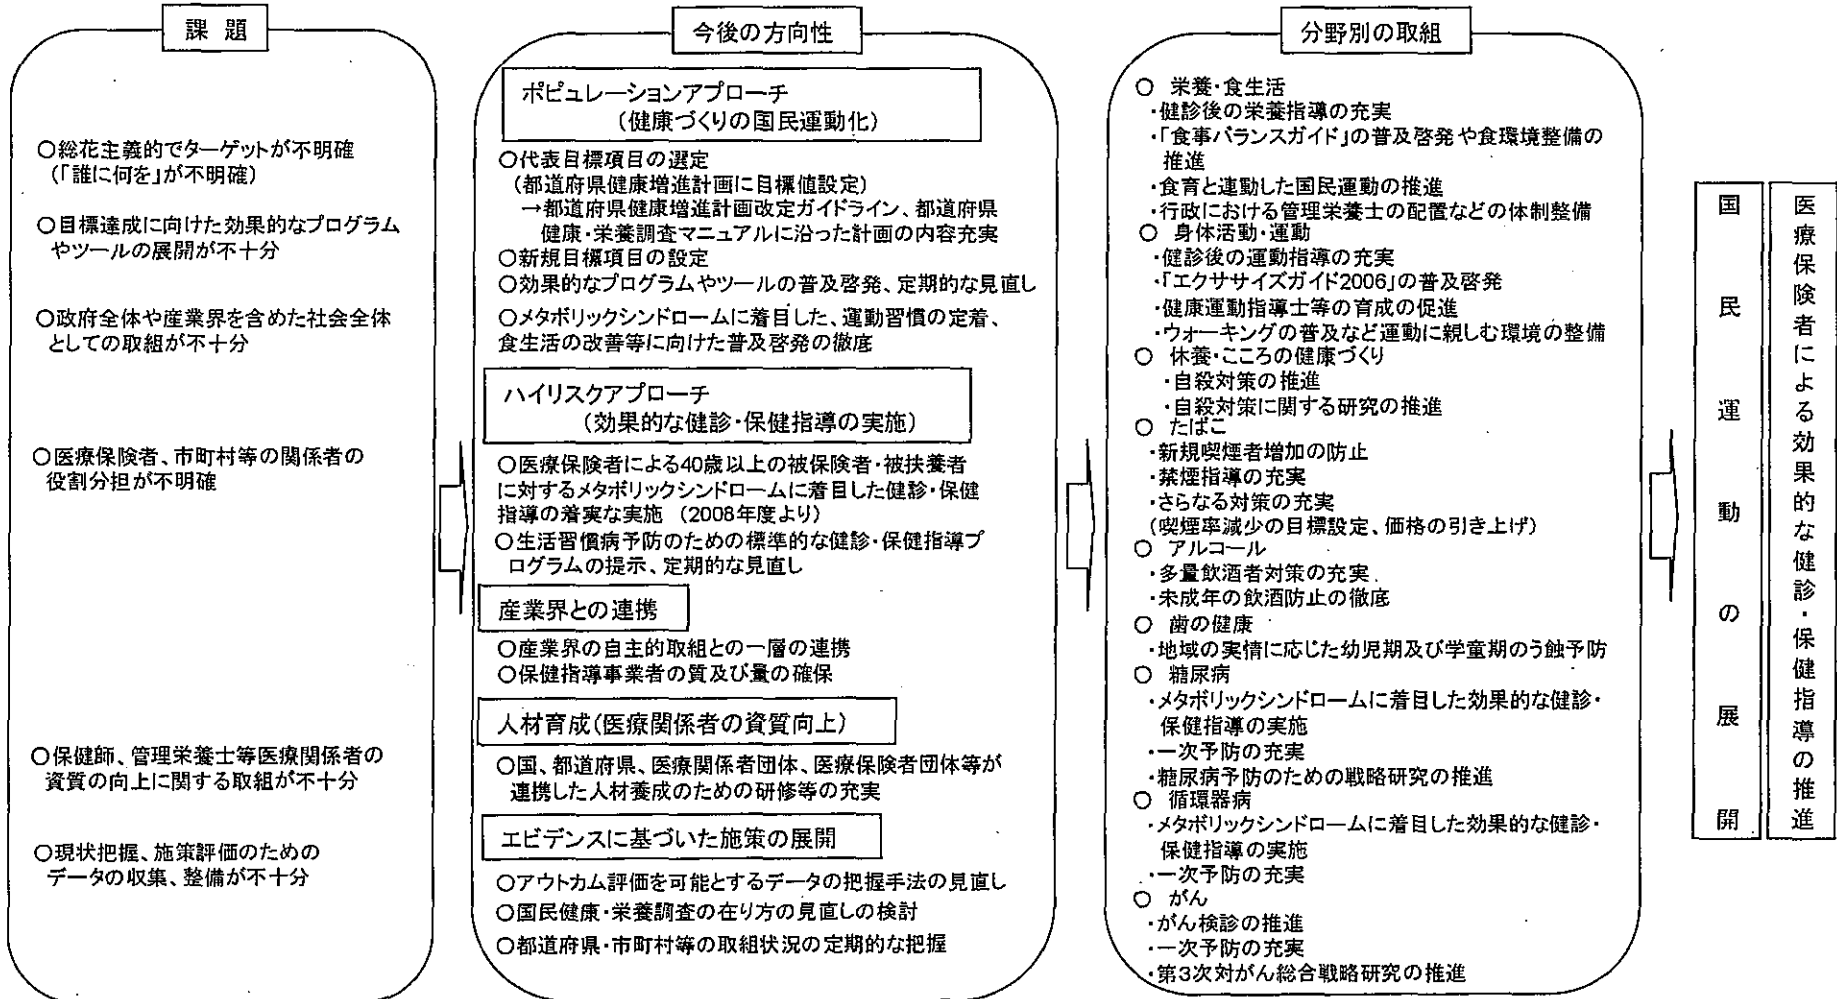 課 題
○総花主義的でターゲットが不明確
(「誰に何を」が不明確)
○目標達成に向けた効果的なプログラム
やツールの展開が不十分
○政府全体や産業界を含めた社会全体
としての取組が不十分
○医療保険者、市町村等の関係者の
役割分担が不明確
○保健師、管理栄養士等医療関係者の
資質の向上に関する取組が不十分
○現状把握、施策評価のための
データの収集、整備が不十分
今後の方向性
ポピュレーションアプローチ
(健康づくりの国民運動化)
○代表目標項目の選定
(都道府県健康増進計画に目標値設定)
→都道府県健康増進計画改定ガイドライン、都道府県
健康・栄養調査マニュアルに沿った計画の内容充実
○新規目標項目の設定
○効果的なプログラムやツールの普及啓発、定期的な見直し
○メタボリックシンドロームに着目した、運動習慣の定着、
食生活の改善等に向けた普及啓発の徹底
ハイリスクアプローチ
(効果的な健診・保健指導の実施)
○医療保険者による40歳以上の被保険者・被扶養者
に対するメタボリックシンドロームに着目した健診・保健
指導の着実な実施 (2008年度より)
○生活習慣病予防のための標準的な健診・保健指導プ
ログラムの提示、定期的な見直し
産業界との連携
○産業界の自主的取組との一層の連携
○保健指導事業者の質及び量の確保
人材育成(医療関係者の資質向上)
○国、都道府県、医療関係者団体、医療保険者団体等が
連携した人材養成のための研修等の充実
エビデンスに基づいた施策の展開
○アウトカム評価を可能とするデータの把握手法の見直し
○国民健康・栄養調査の在り方の見直しの検討
○都道府県・市町村等の取組状況の定期的な把握
分野別の取組
○ 栄養・食生活
・健診後の栄養指導の充実
・「食事バランスガイド」の普及啓発や食環境整備の
推進
・食育と連動した国民運動の推進
・行政における管理栄養士の配置などの体制整備
○ 身体活動・運動
・健診後の運動指導の充実
・「エクササイズガイド2006」の普及啓発
・健康運動指導士等の育成の促進
・ウォーキングの普及など運動に親しむ環境の整備
○ 休養・こころの健康づくり
・自殺対策の推進
・自殺対策に関する研究の推進
○ たばこ
・新規喫煙者増加の防止
・禁煙指導の充実
・さらなる対策の充実
(喫煙率減少の目標設定、価格の引き上げ)
○ アルコール
・多量飲酒者対策の充実
・未成年の飲酒防止の徹底
○ 歯の健康
・地域の実情に応じた幼児期及び学童期のう蝕予防
○ 糖尿病
・メタボリックシンドロームに着目した効果的な健診・
保健指導の実施
・一次予防の充実
・糖尿病予防のための戦略研究の推進
○ 循環器病
・メタボリックシンドロームに着目した効果的な健診・
保健指導の実施
・一次予防の充実
○ がん
・がん検診の推進
・一次予防の充実
・第3次対がん総合戦略研究の推進
医療保険者による効果的な健診・保健指導の推進
国民運動の展開